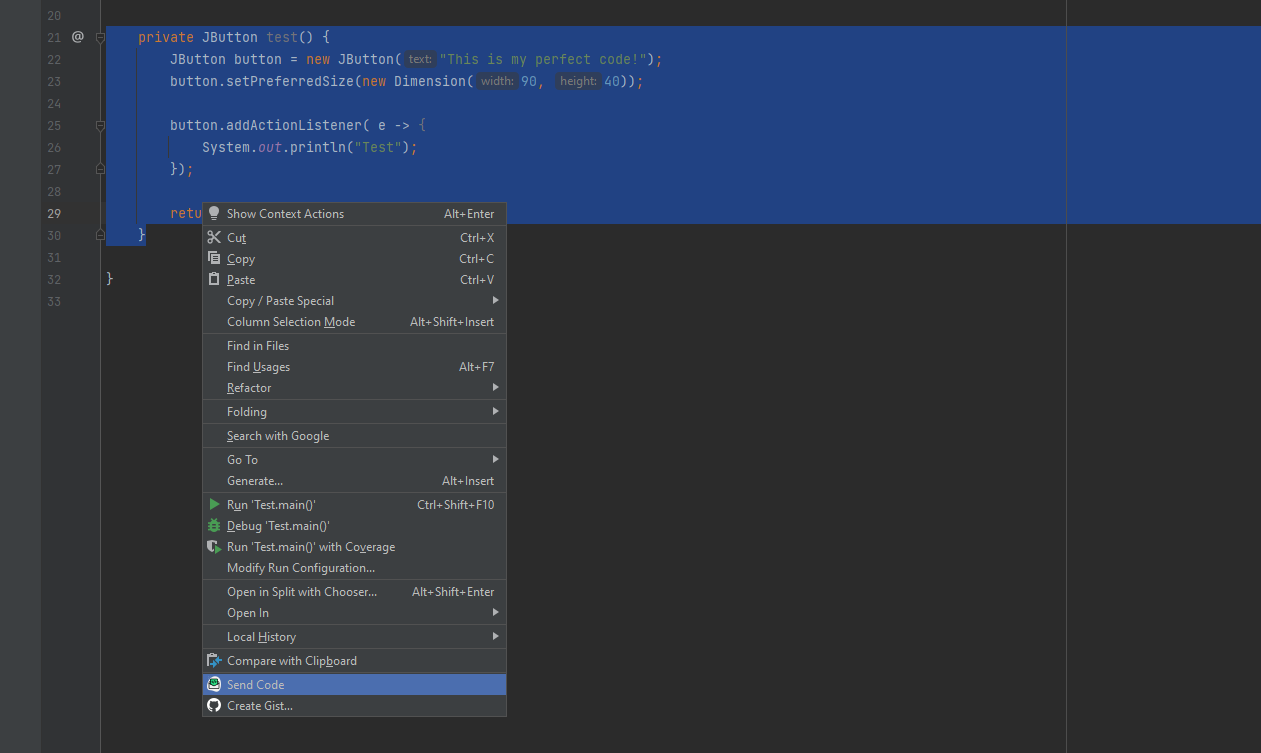 20
21 @ private JButton test() {
22 JButton button = new JButton( text: "This is my perfect code!");
23 button.setPreferredSize(new Dimension( width: 90, height: 40));
24
25 button.addActionListener( e -> {
26 System.out.println("Test");
27 });
28
29 retu
30 }
31
32 }
33
Show Context Actions Alt+Enter
Cut Ctrl+X
Copy Ctrl+C
Paste Ctrl+V
Copy / Paste Special
Column Selection Mode Alt+Shift+Insert
Find in Files
Find Usages Alt+F7
Refactor
Folding
Search with Google
Go To
Generate... Alt+Insert
Run 'Test.main()' Ctrl+Shift+F10
Debug 'Test.main()'
Run 'Test.main()' with Coverage
Modify Run Configuration...
Open in Split with Chooser... Alt+Shift+Enter
Open In
Local History
Compare with Clipboard
Send Code
Create Gist...